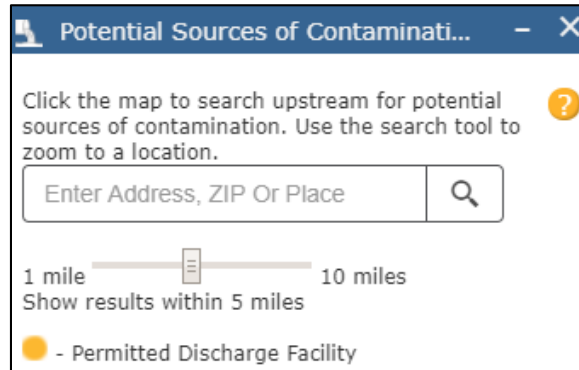 Potential Sources of Contaminati... – X
Click the map to search upstream for potential
sources of contamination. Use the search tool to
zoom to a location.
?
Enter Address, ZIP Or Place
1 mile 10 miles
Show results within 5 miles
- Permitted Discharge Facility